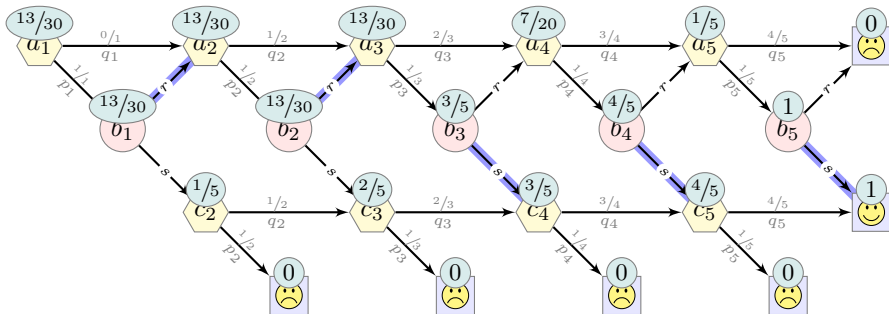 13/30 13/30 13/30 7/20 1/5 0
a1 0/1 q1 a2 1/2 q2 a3 2/3 q3 a4 3/4 q4 a5 4/5 q5
1/1 p1 r 1/2 p2 r 1/3 p3 r 1/4 p4 r 1/5 p5 r
13/30 13/30 3/5 4/5 1
b1 b2 b3 b4 b5
s s s s s
1/5 2/5 3/5 4/5 1
c2 1/2 q2 c3 2/3 q3 c4 3/4 q4 c5 4/5 q5
1/2 p2 1/3 p3 1/4 p4 1/5 p5
0 0 0 0